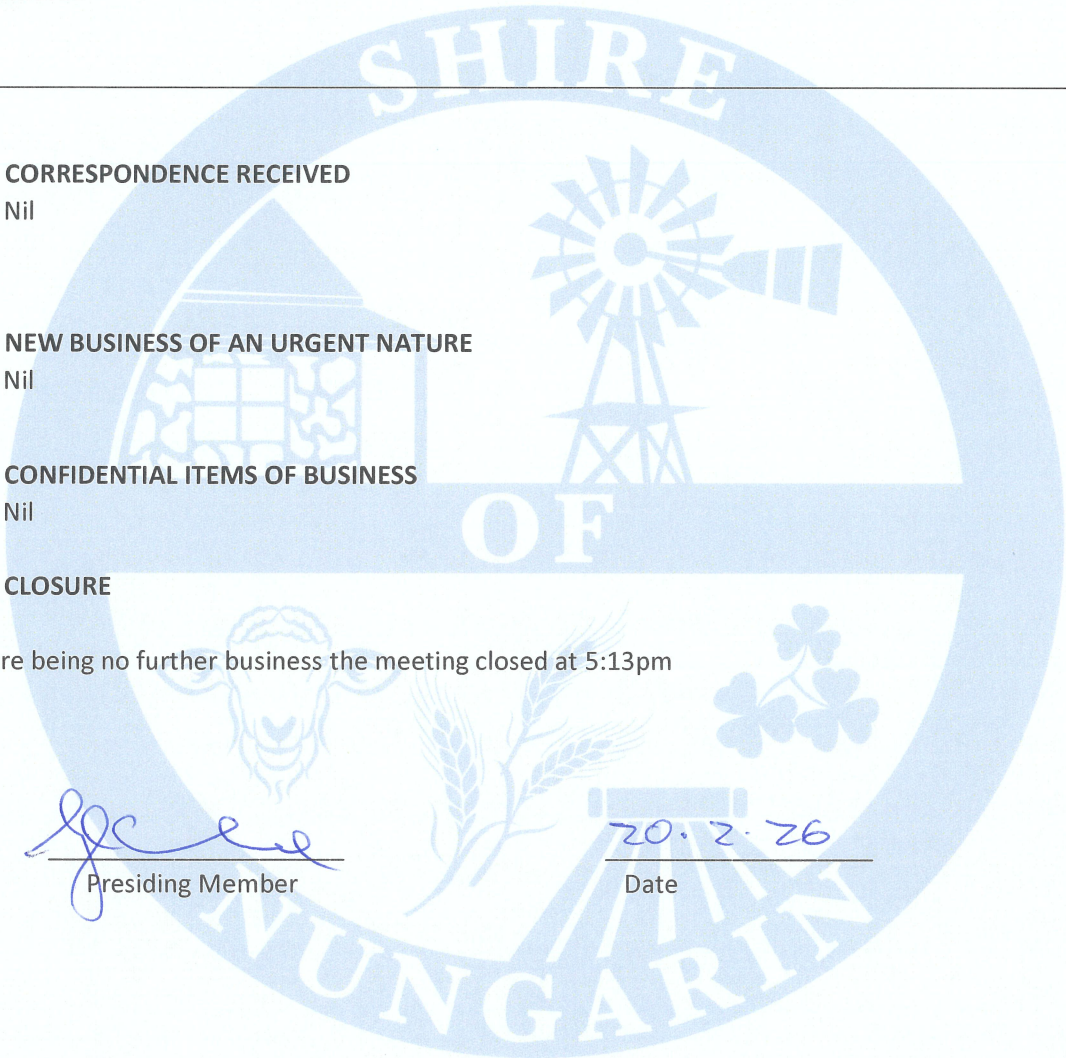 SHIRE
CORRESPONDENCE RECEIVED
Nil
NEW BUSINESS OF AN URGENT NATURE
Nil
CONFIDENTIAL ITEMS OF BUSINESS
Nil
OF
CLOSURE
re being no further business the meeting closed at 5:13pm
20.2.26
Presiding Member Date
NUNGARIN